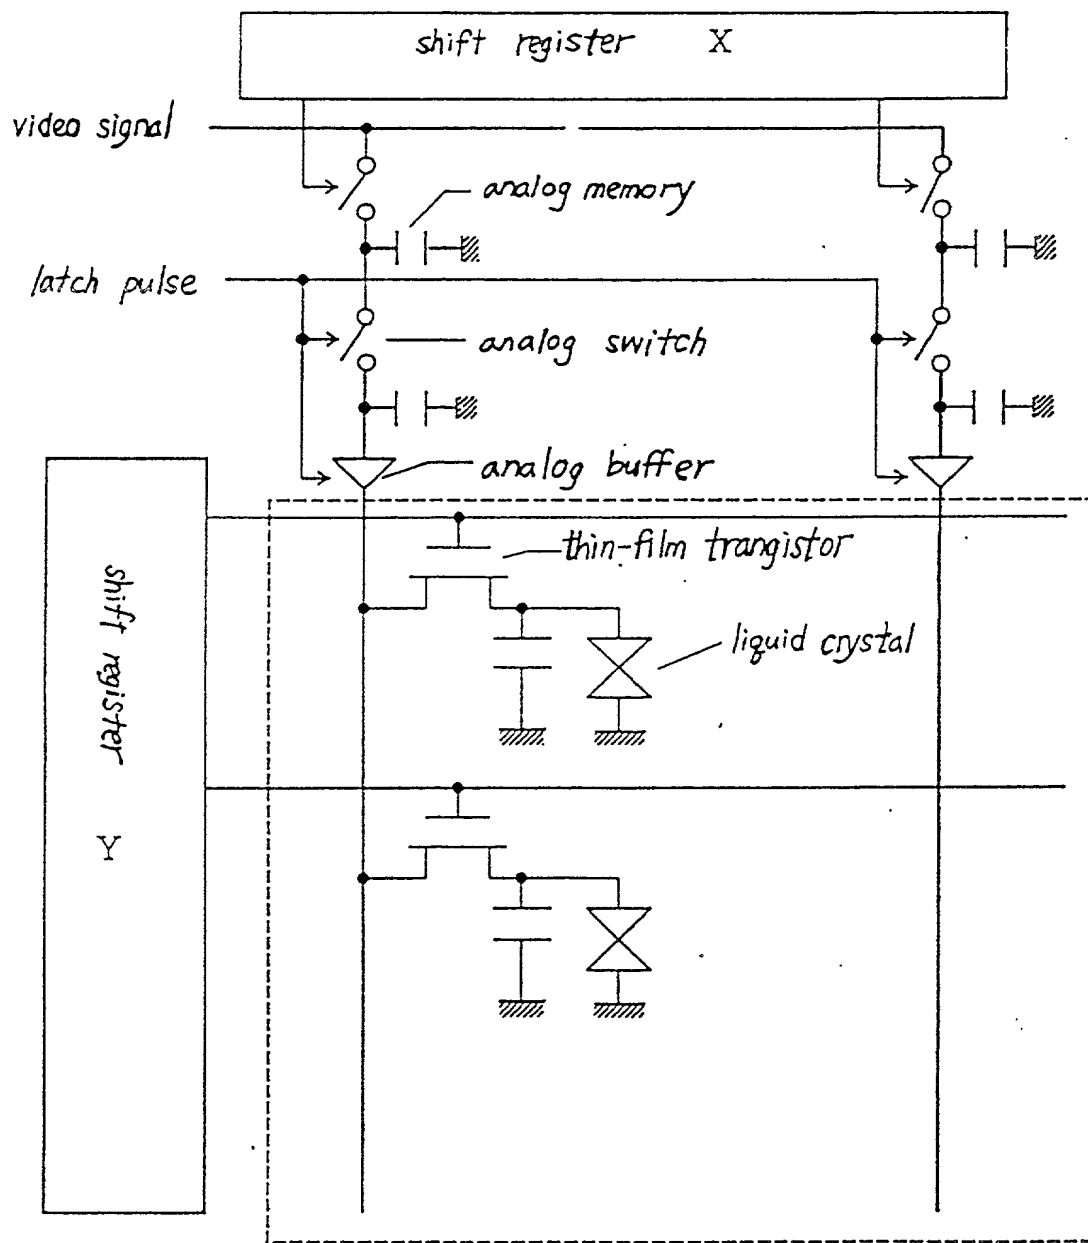 shift register X
video signal
analog memory
latch pulse
analog switch
analog buffer
thin-film trangistor
liquid crystal
shift register Y